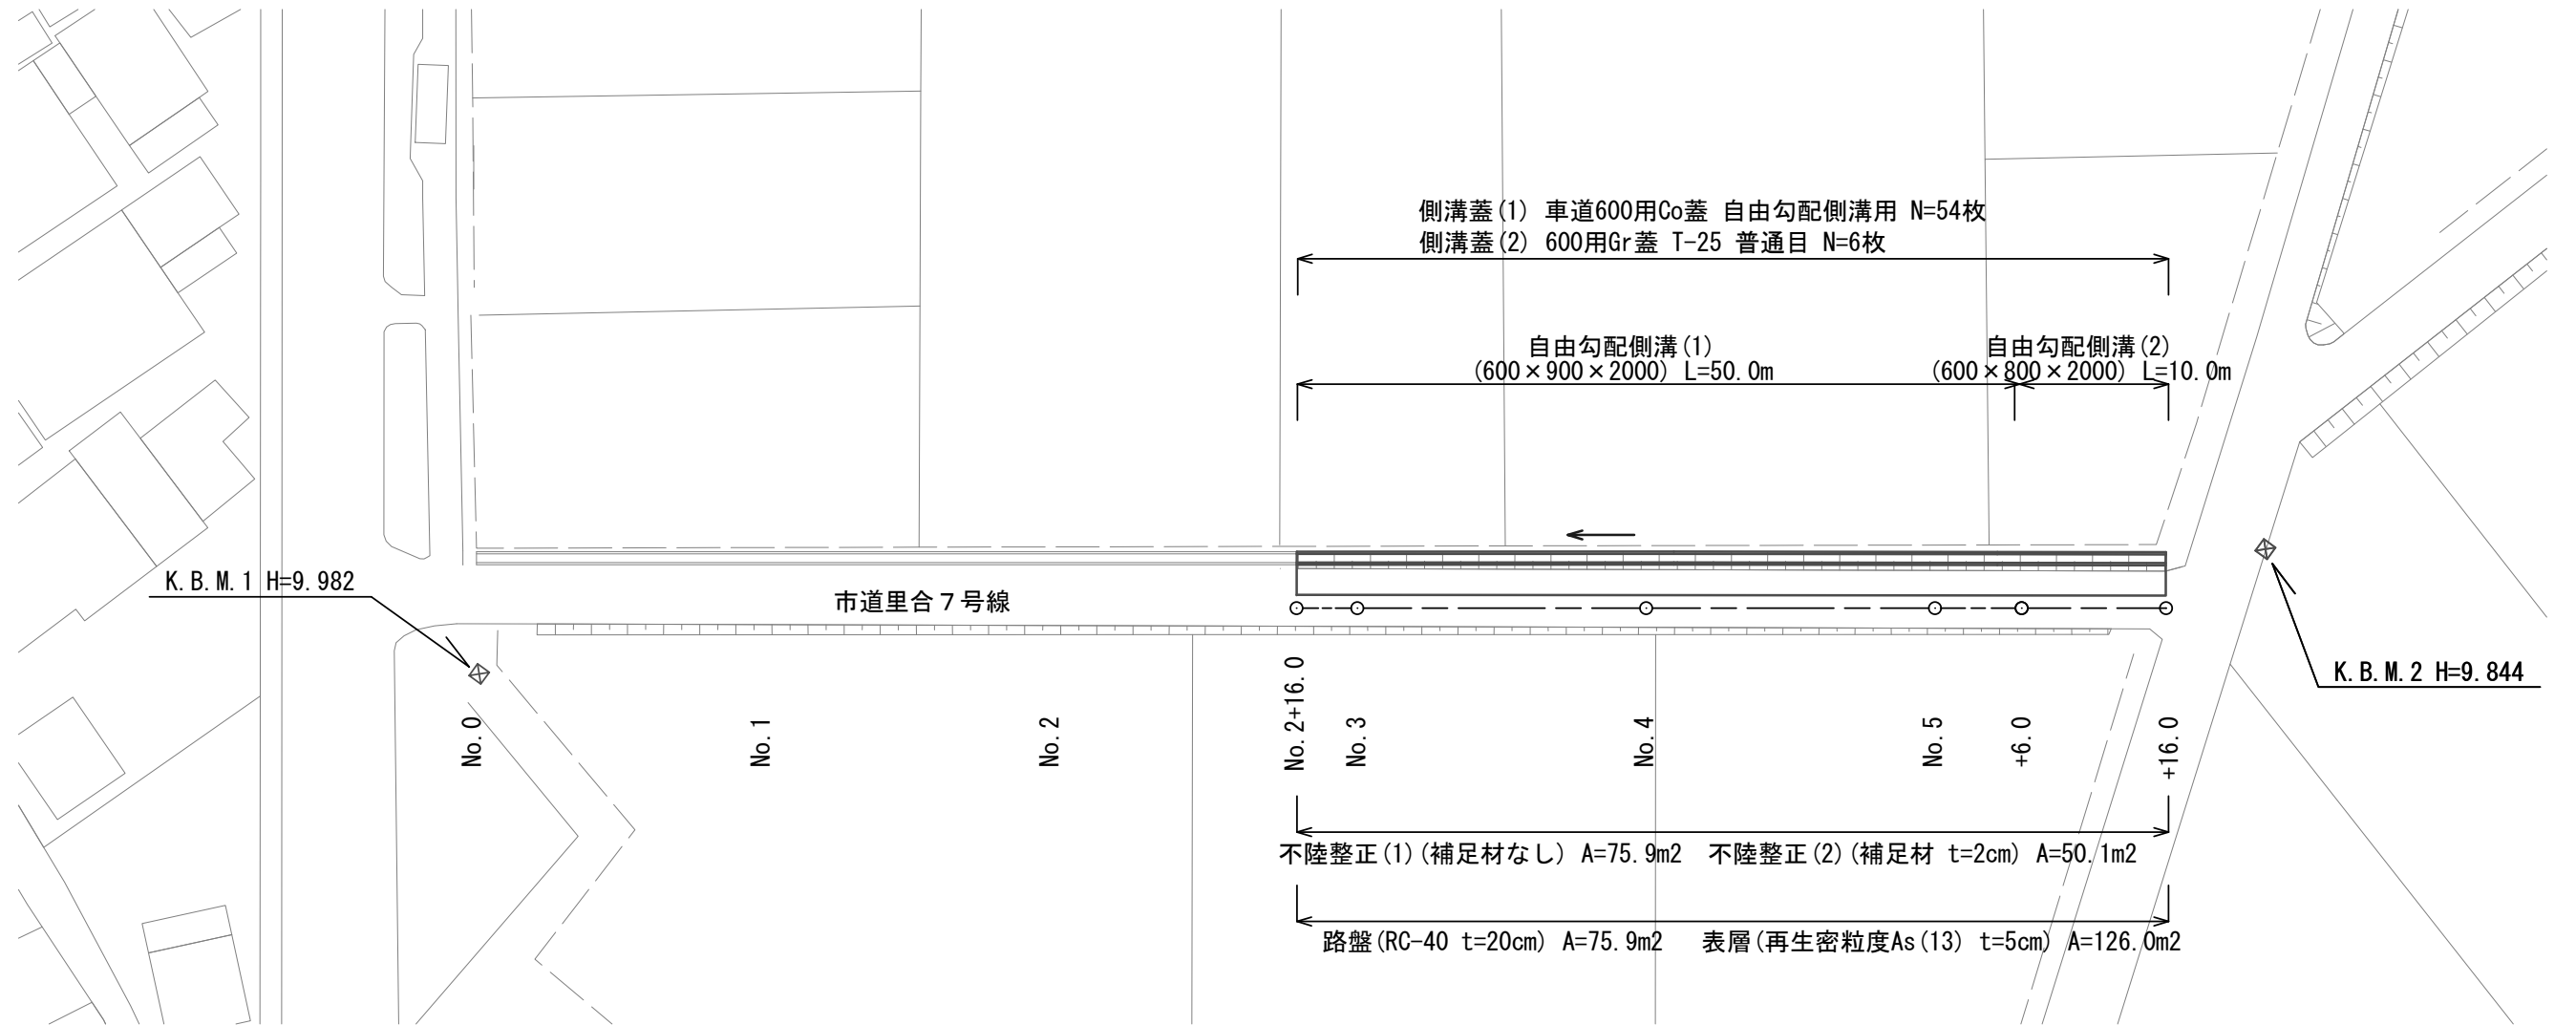 側溝蓋(1) 車道600用Co蓋 自由勾配側溝用 N=54枚
側溝蓋(2) 600用Gr蓋 T-25 普通目 N=6枚
自由勾配側溝(1)
(600×900×2000) L=50.0m
自由勾配側溝(2)
(600×800×2000) L=10.0m
K.B.M.1 H=9.982
市道里合７号線
K.B.M.2 H=9.844
No.0
No.1
No.2
No.2+16.0
No.3
No.4
No.5
+6.0
+16.0
不陸整正(1)(補足材なし) A=75.9m2 不陸整正(2)(補足材 t=2cm) A=50.1m2
路盤(RC-40 t=20cm) A=75.9m2 表層(再生密粒度As(13) t=5cm) A=126.0m2